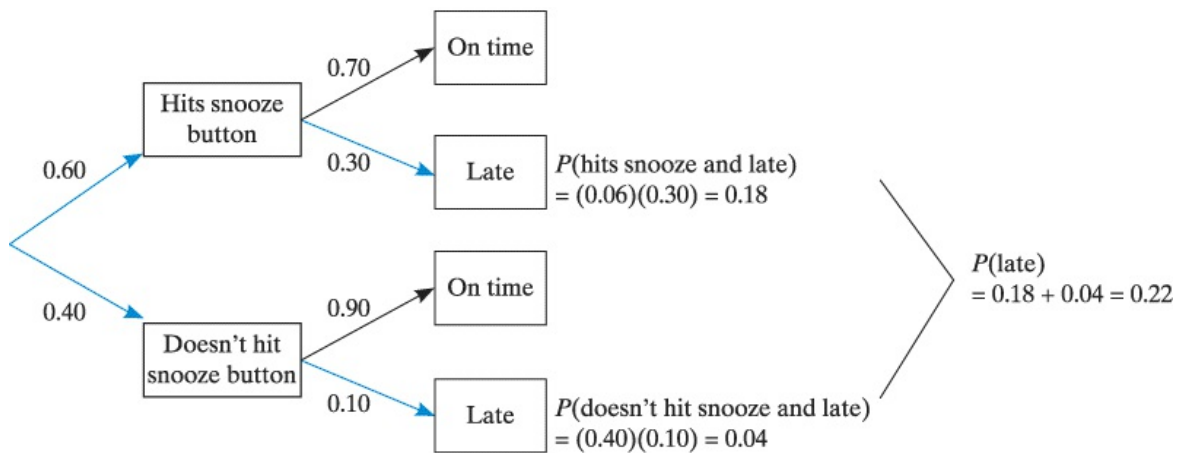 On time
0.70
Hits snooze
button
0.60
0.30
Late
P(hits snooze and late)
= (0.06)(0.30) = 0.18
P(late)
= 0.18 + 0.04 = 0.22
0.40
On time
0.90
Doesn't hit
snooze button
0.10
Late
P(doesn't hit snooze and late)
= (0.40)(0.10) = 0.04